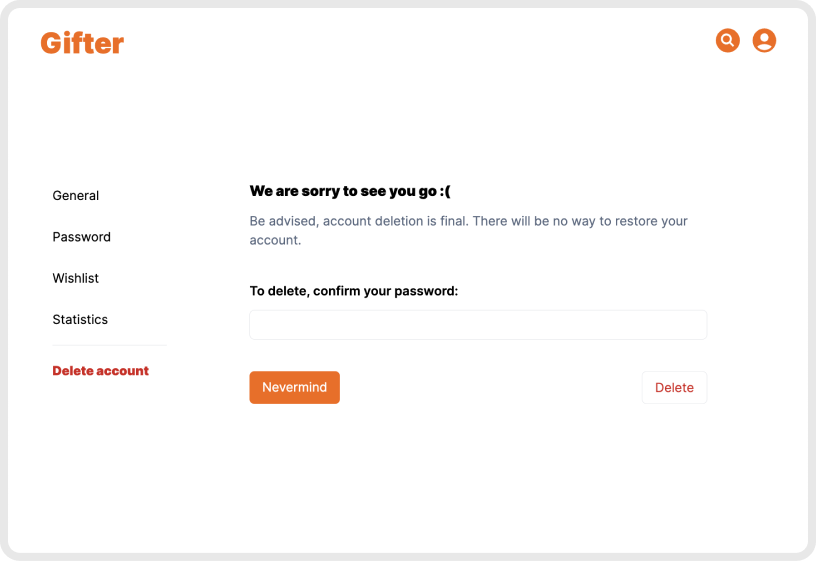 Gifter
General
Password
Wishlist
Statistics
Delete account
We are sorry to see you go :(
Be advised, account deletion is final. There will be no way to restore your
account.
To delete, confirm your password:
Nevermind
Delete